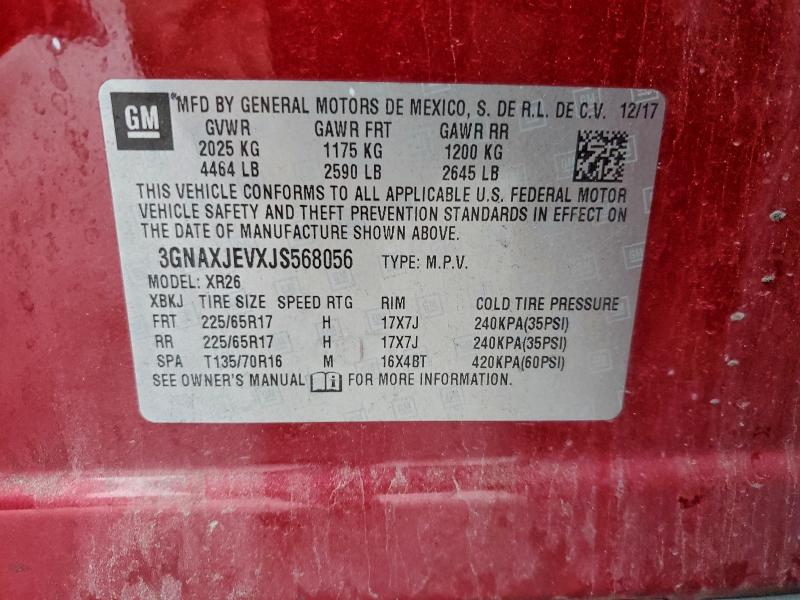 GM
*MFD BY GENERAL MOTORS DE MEXICO, S. DE R.L. DE C.V. 12/17
GVWR GAWR FRT GAWR RR
2025 KG 1175 KG 1200 KG
4464 LB 2590 LB 2645 LB
THIS VEHICLE CONFORMS TO ALL APPLICABLE U.S. FEDERAL MOTOR
VEHICLE SAFETY AND THEFT PREVENTION STANDARDS IN EFFECT ON
THE DATE OF MANUFACTURE SHOWN ABOVE.
3GNAXJEVXJS568056 TYPE: M.P.V.
MODEL: XR26
XBKJ TIRE SIZE SPEED RTG RIM COLD TIRE PRESSURE
FRT 225/65R17 H 17X7J 240KPA(35PSI)
RR 225/65R17 H 17X7J 240KPA(35PSI)
SPA T135/70R16 M 16X4BT 420KPA(60PSI)
SEE OWNER'S MANUAL FOR MORE INFORMATION.